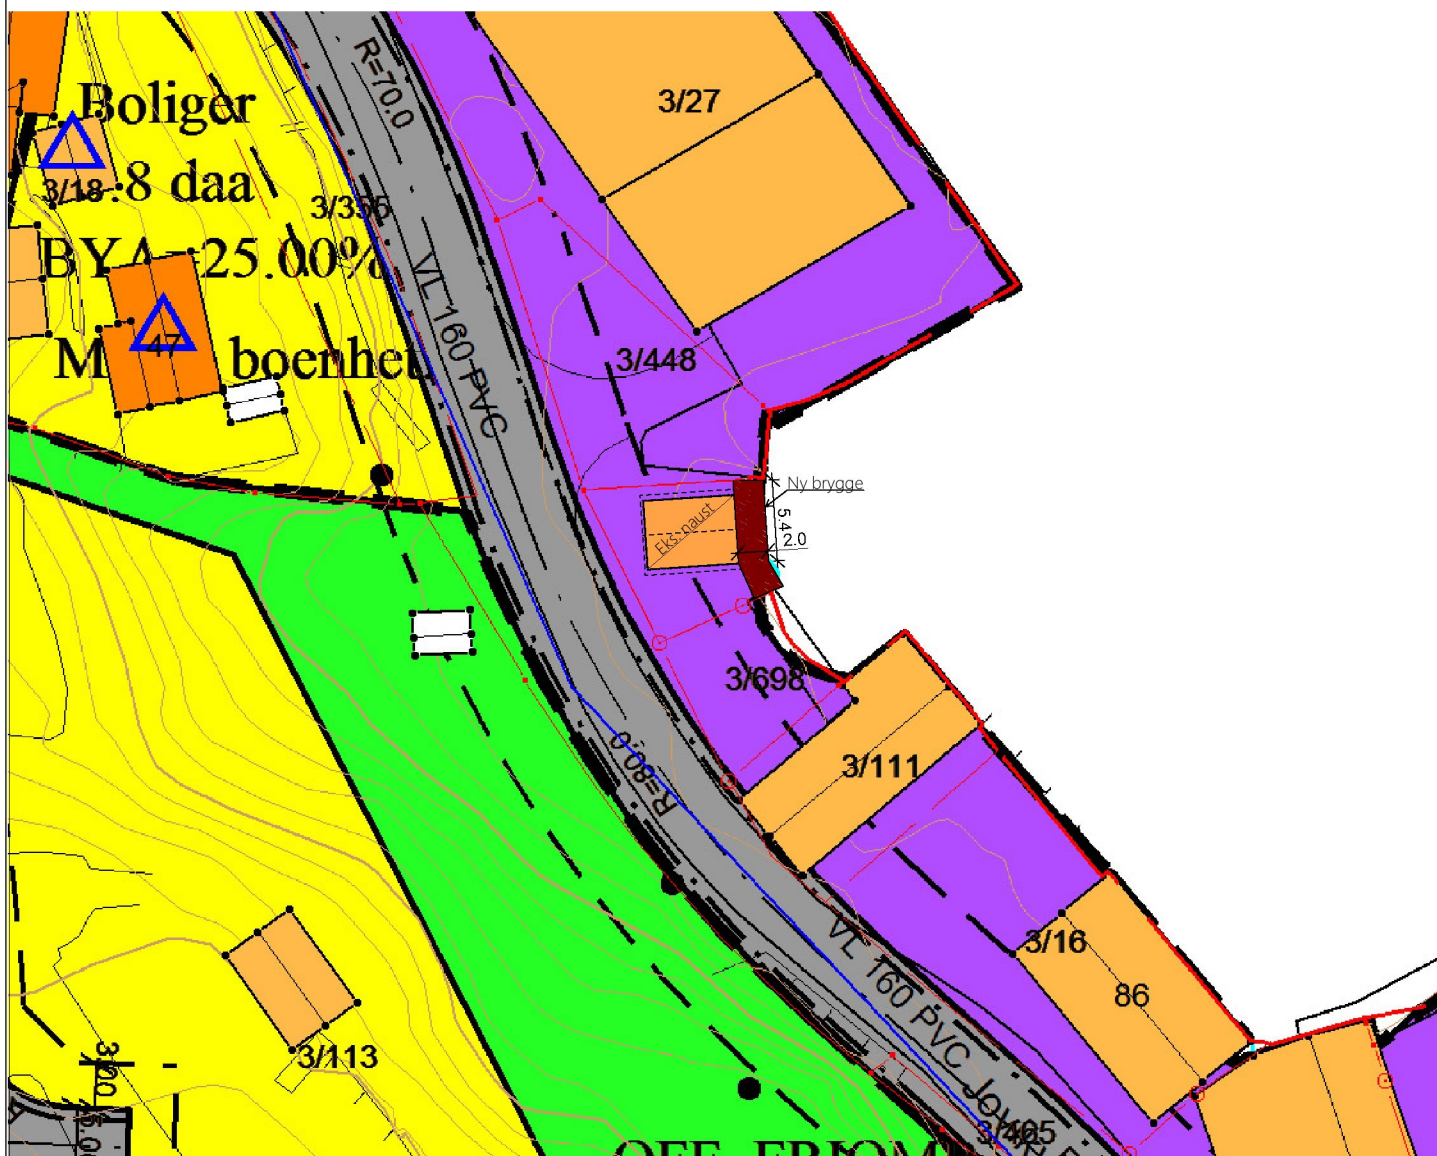 R=70.0
3/27
Boliger
3/18 .8 daa
3/355
BYA=25.00%
VL 160 PVC
47 boenhet
3/448
Ny brygge
5.4
2.0
Eks. naust
3/698
R=80.0
3/111
VL 160 PVC
3/16
86
3/113
3/465